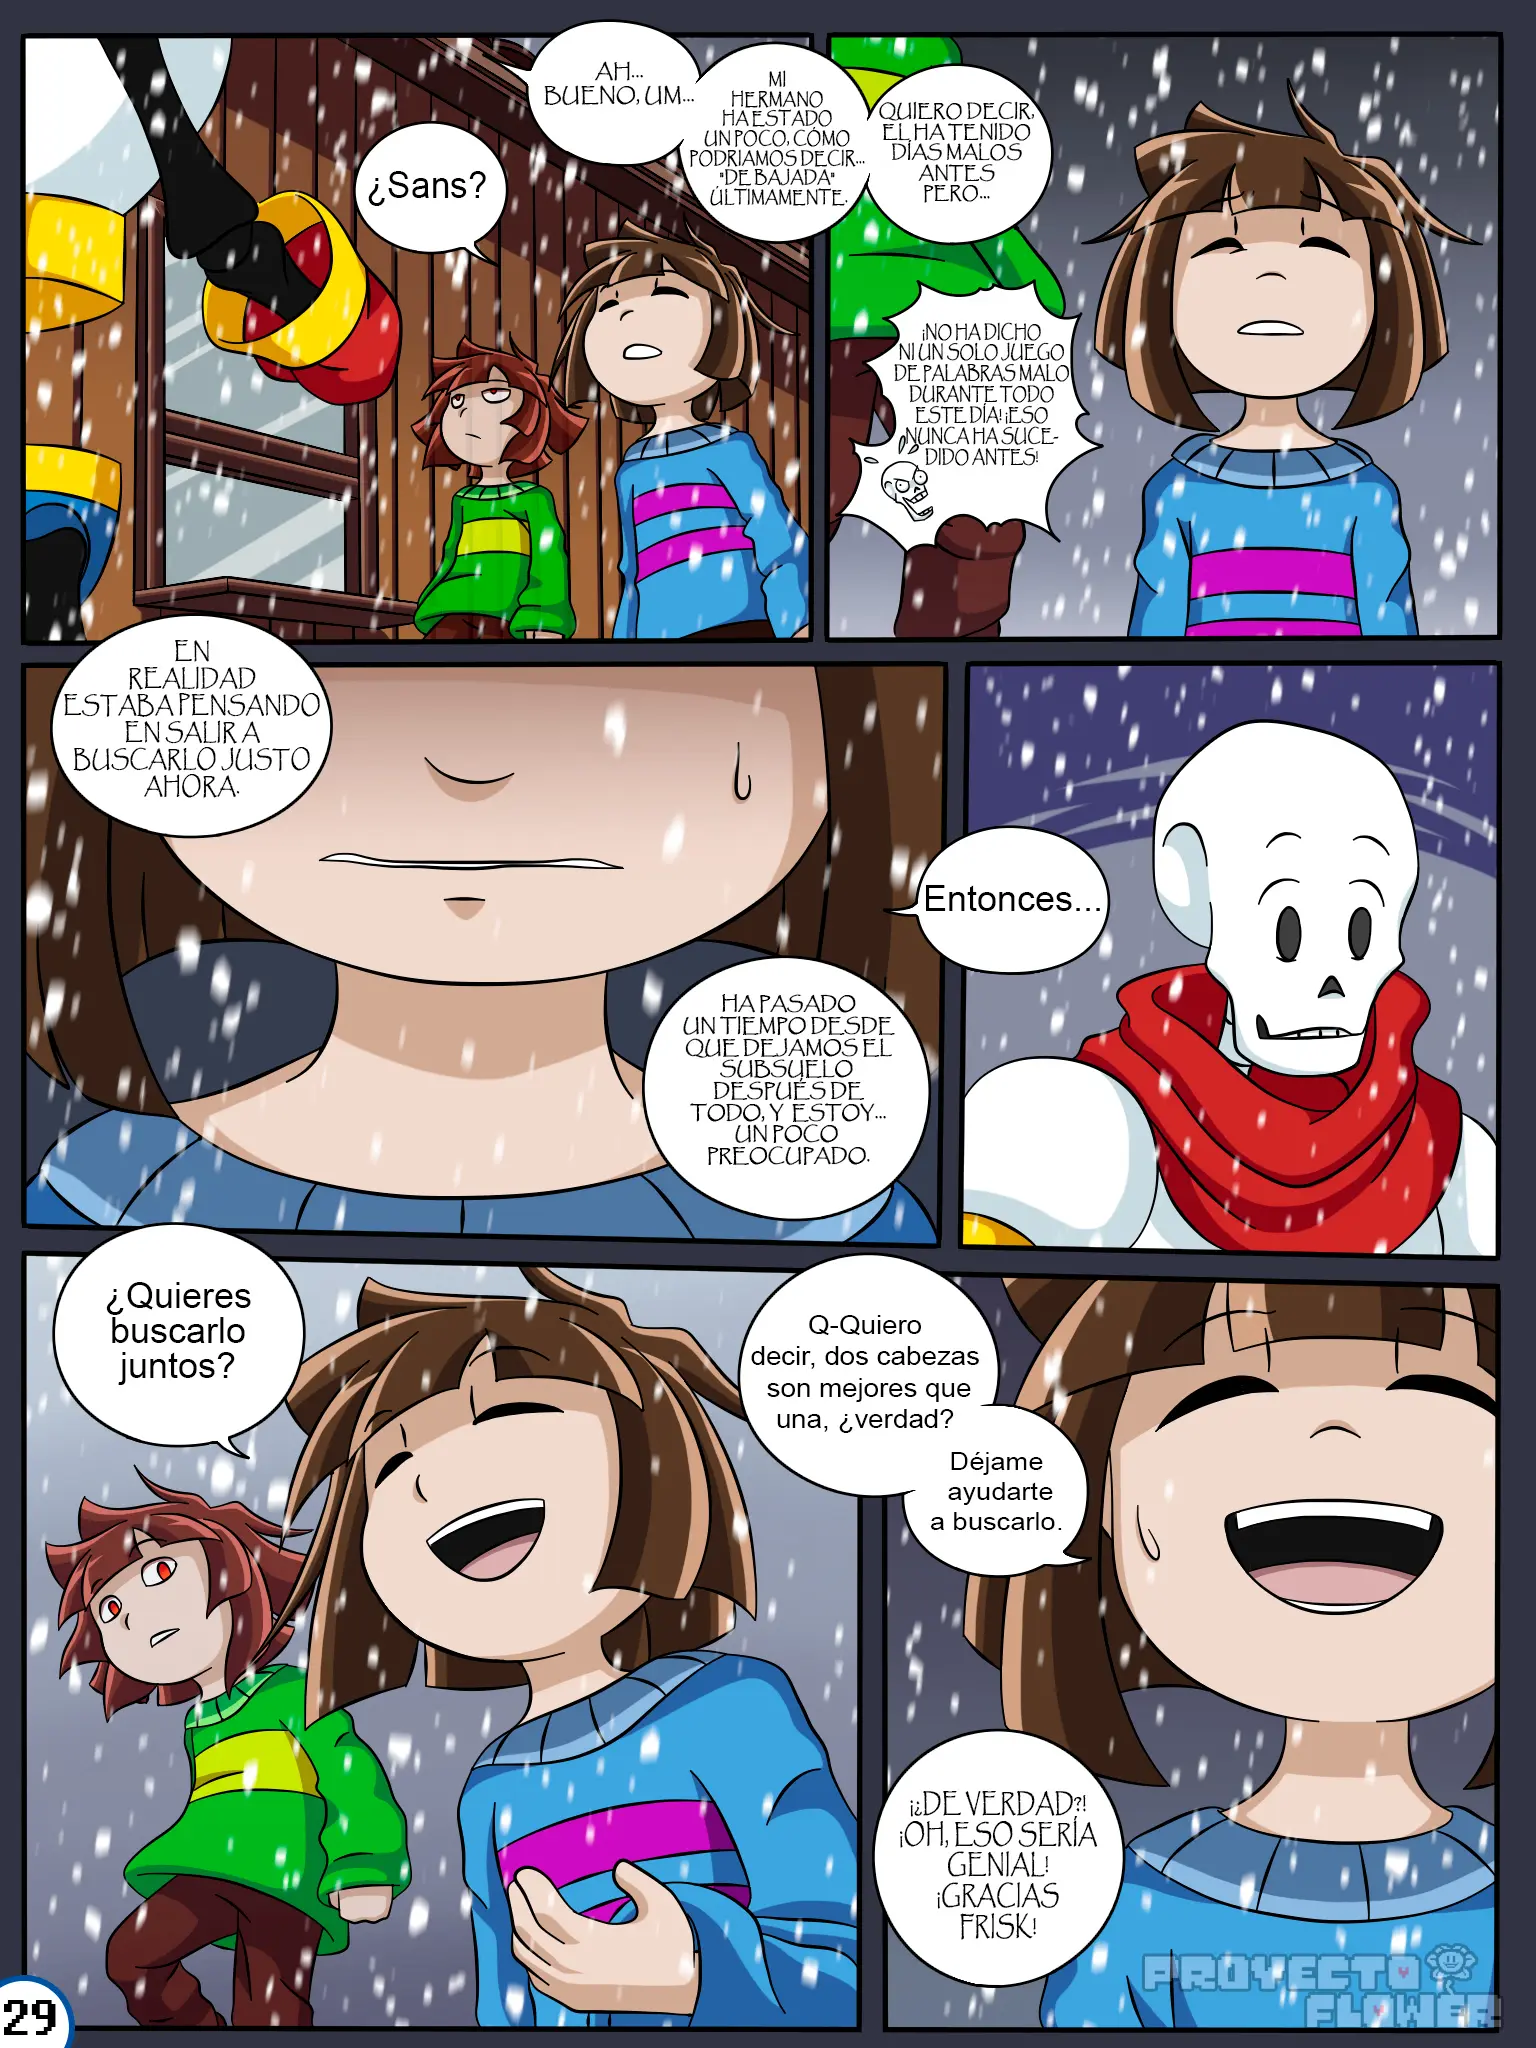 AH...
BUENO, UM...
¿Sans?
MI
HERMANO
HA ESTADO
UN POCO, CÓMO
PODRIAMOS DECIR...
"DE BAJADA"
ÚLTIMAMENTE.
QUIERO DECIR,
EL HA TENIDO
DÍAS MALOS
ANTES
PERO...
¡NO HA DICHO
NI UN SOLO JUEGO
DE PALABRAS MALO
DURANTE TODO
ESTE DÍA! ¡ESO
NUNCA HA SUCE-
DIDO ANTES!
EN
REALIDAD
ESTABA PENSANDO
EN SALIR A
BUSCARLO JUSTO
AHORA.
Entonces...
HA PASADO
UN TIEMPO DESDE
QUE DEJAMOS EL
SUBSUELO
DESPUÉS DE
TODO, Y ESTOY...
UN POCO
PREOCUPADO.
¿Quieres
buscarlo
juntos?
Q-Quiero
decir, dos cabezas
son mejores que
una, ¿verdad?
Déjame
ayudarte
a buscarlo.
¡¿DE VERDAD?!
¡OH, ESO SERÍA
GENIAL!
¡GRACIAS
FRISK!
PROYECTO
FLOWER
29